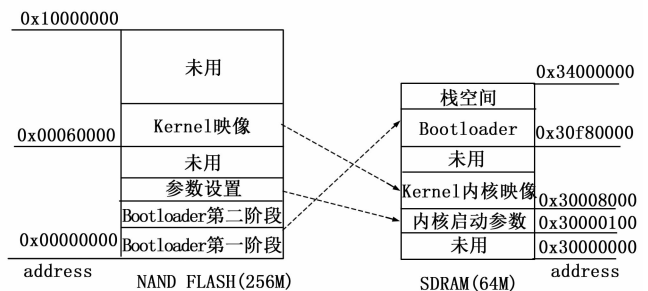 0x10000000
未用
Kernel映像
0x00060000
未用
参数设置
Bootloader第二阶段
0x00000000
Bootloader第一阶段
address
NAND FLASH(256M)
0x34000000
栈空间
Bootloader
0x30f80000
未用
Kernel内核映像
0x30008000
内核启动参数
0x30000100
未用
0x30000000
address
SDRAM(64M)